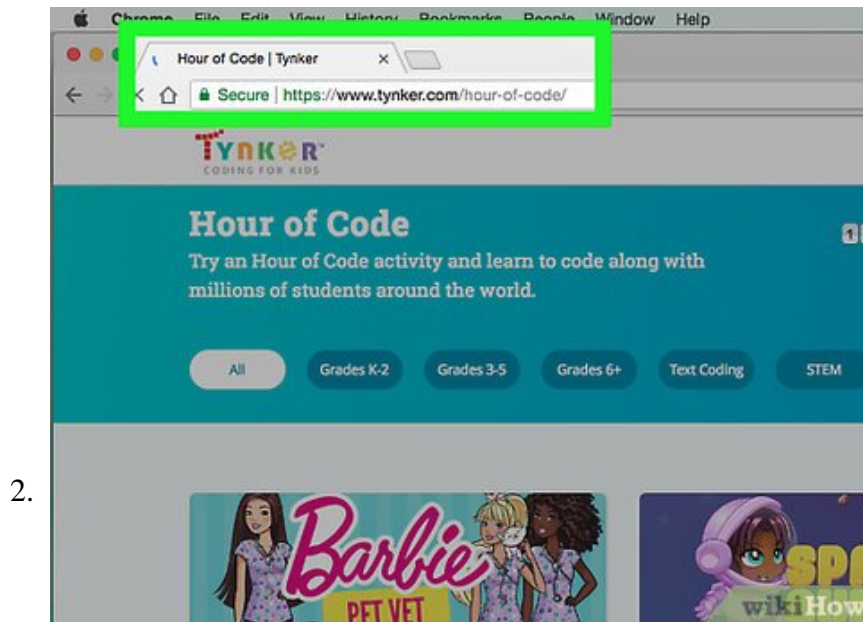 Chrome File Edit View History Bookmarks People Window Help
Hour of Code | Tynker
Secure | https://www.tynker.com/hour-of-code/
TYNKER
CODING FOR KIDS
Hour of Code
1
Try an Hour of Code activity and learn to code along with
millions of students around the world.
All Grades K-2 Grades 3-5 Grades 6+ Text Coding STEM
2.
Barbie
PET VET
SPA
wikiHow